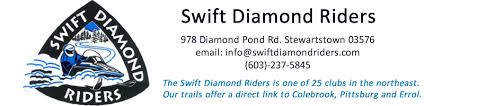 SWIFT DIAMOND
RIDERS
Swift Diamond Riders
978 Diamond Pond Rd. Stewartstown 03576
email: info@swiftdiamondriders.com
(603)-237-5845
The Swift Diamond Riders is one of 25 clubs in the northeast.
Our trails offer a direct link to Colebrook, Pittsburg and Errol.